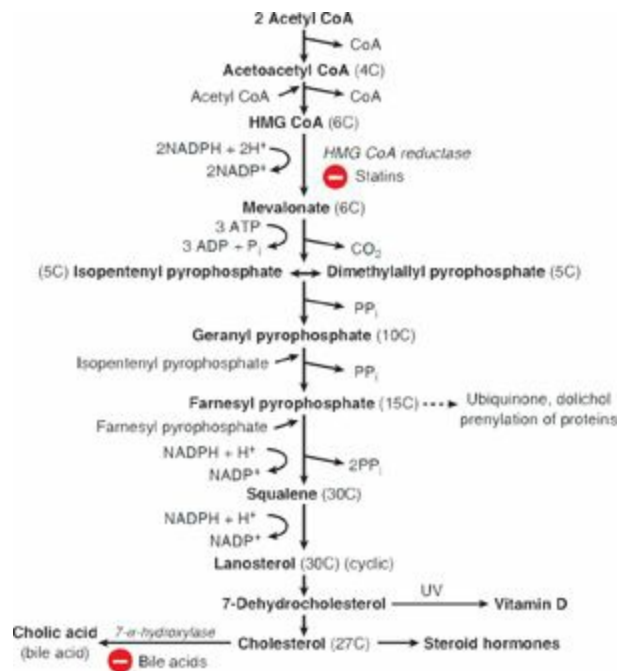 2 Acetyl CoA
CoA
Acetoacetyl CoA (4C)
Acetyl CoA
CoA
HMG CoA (6C)
2NADPH + 2H⁺
HMG CoA reductase
2NADP⁺
Statins
Mevalonate (6C)
3 ATP
3 ADP + Pᵢ
CO₂
(5C) Isopentenyl pyrophosphate
Dimethylallyl pyrophosphate (5C)
PPᵢ
Geranyl pyrophosphate (10C)
Isopentenyl pyrophosphate
PPᵢ
Farnesyl pyrophosphate (15C)
Ubiquinone, dolichol
prenylation of proteins
Farnesyl pyrophosphate
NADPH + H⁺
NADP⁺
2PPᵢ
Squalene (30C)
NADPH + H⁺
NADP⁺
Lanosterol (30C) (cyclic)
UV
7-Dehydrocholesterol
Vitamin D
Cholic acid
(bile acid)
7-α-hydroxylase
Bile acids
Cholesterol (27C)
Steroid hormones